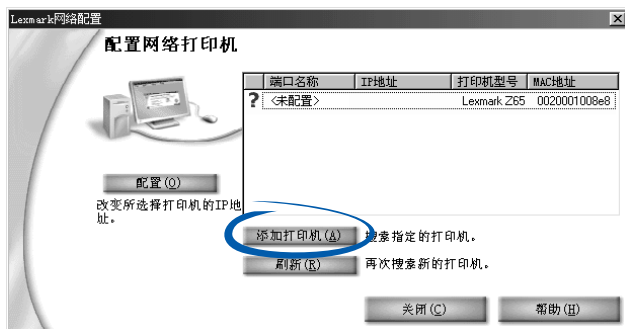 Lexmark网络配置
配置网络打印机
端口名称 IP地址 打印机型号 MAC地址
? <未配置> Lexmark Z65 0020001008e8
配置(O)
改变所选择打印机的IP地
址。
添加打印机(A) 搜索指定的打印机。
刷新(R) 再次搜索新的打印机。
关闭(C) 帮助(H)